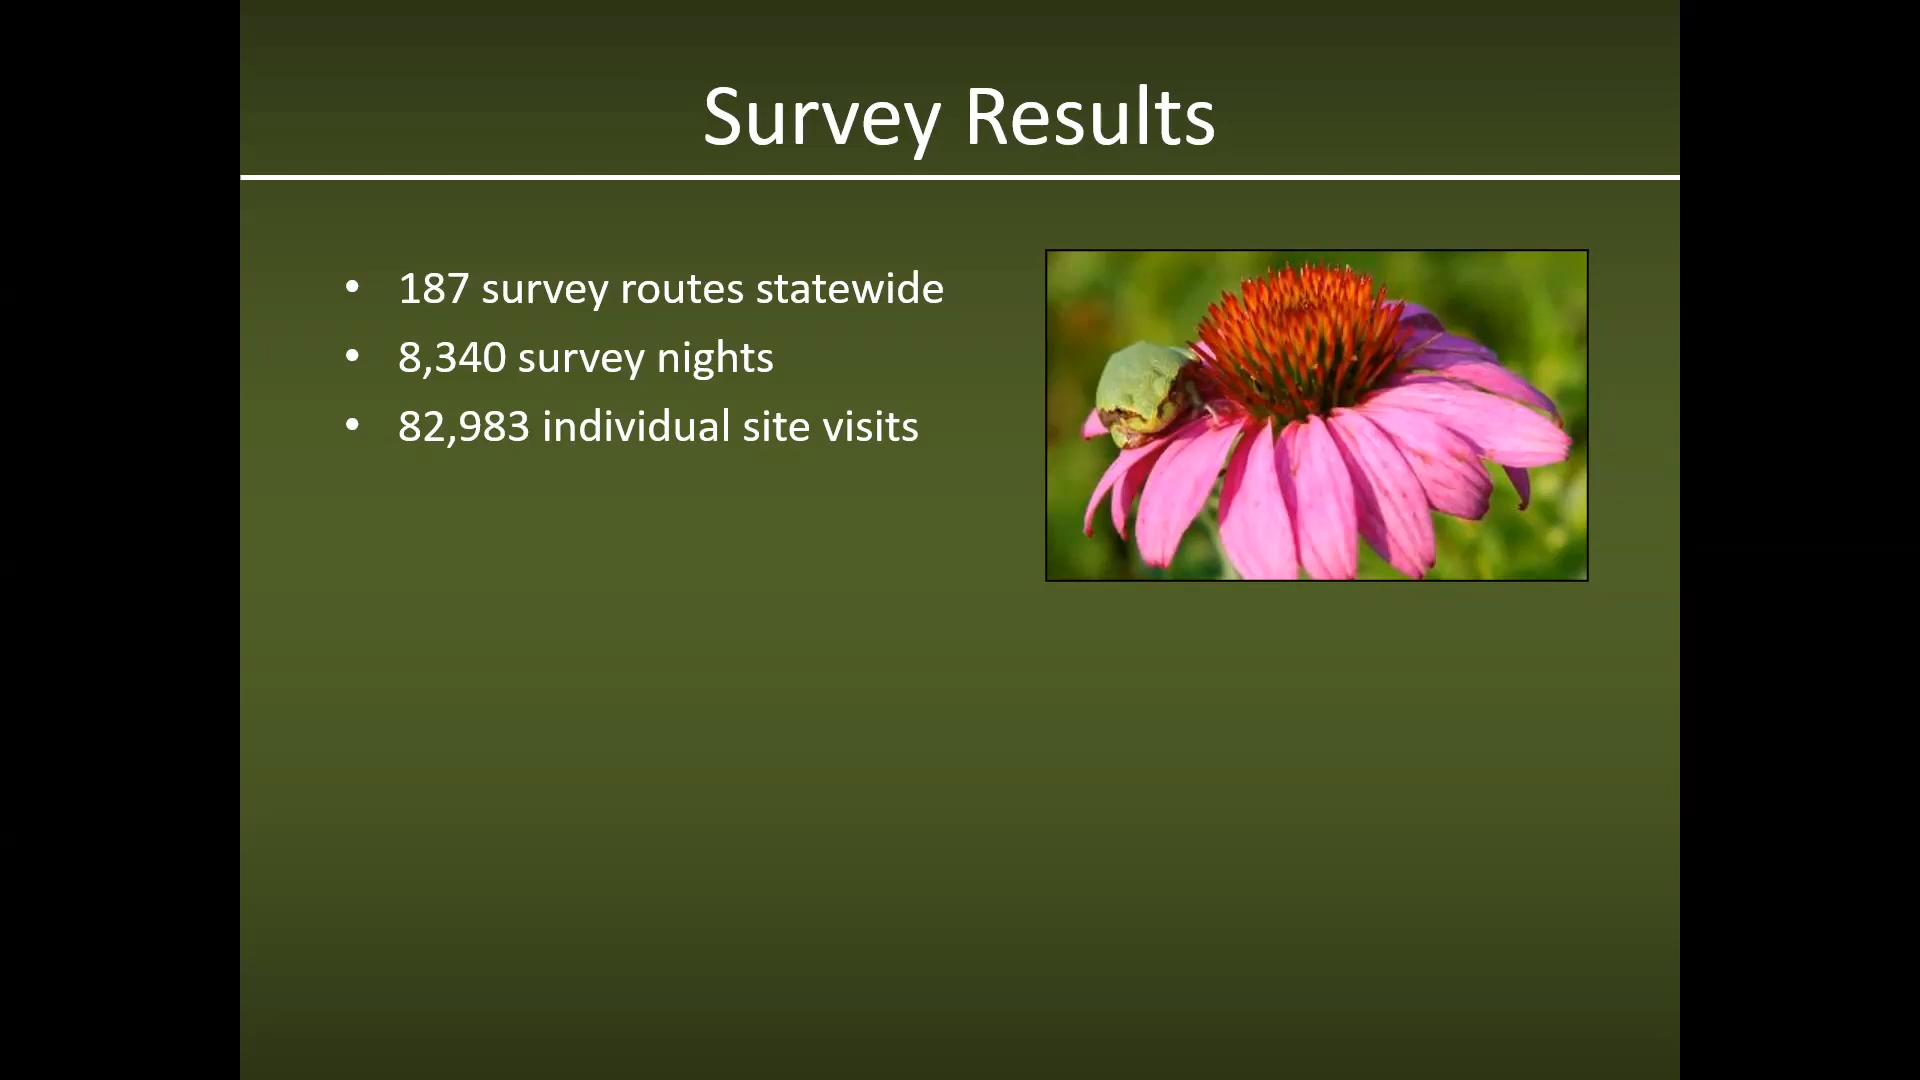 Survey Results
• 187 survey routes statewide
• 8,340 survey nights
• 82,983 individual site visits